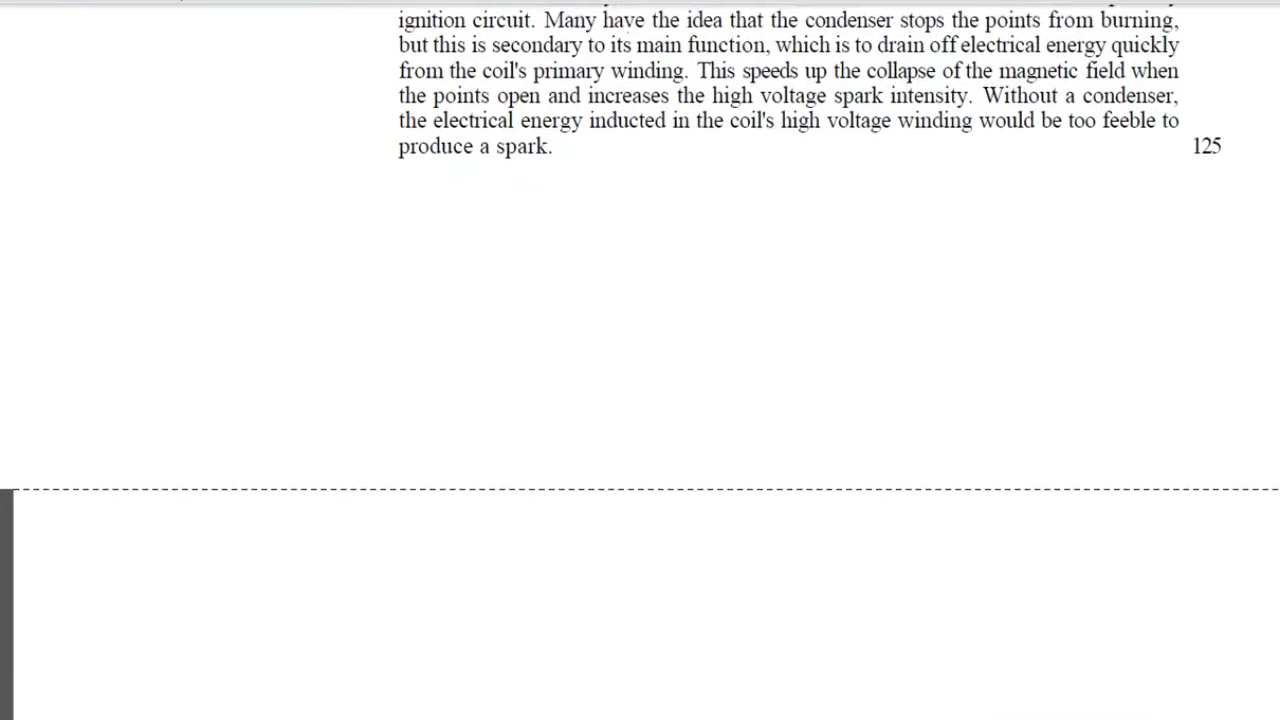 ignition circuit. Many have the idea that the condenser stops the points from burning,
but this is secondary to its main function, which is to drain off electrical energy quickly
from the coil's primary winding. This speeds up the collapse of the magnetic field when
the points open and increases the high voltage spark intensity. Without a condenser,
the electrical energy inducted in the coil's high voltage winding would be too feeble to
produce a spark.
125